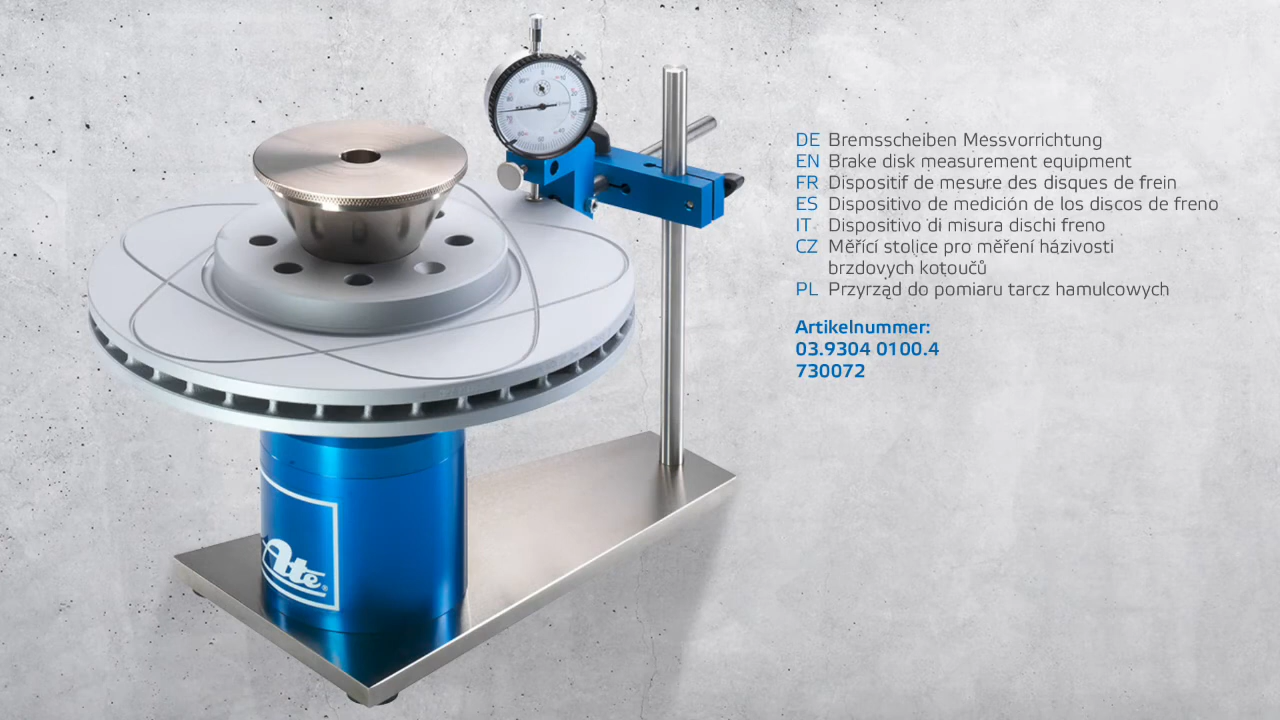 DE Bremsscheiben Messvorrichtung
EN Brake disk measurement equipment
FR Dispositif de mesure des disques de frein
ES Dispositivo de medición de los discos de freno
IT Dispositivo di misura dischi freno
CZ Měřící stolice pro měření házivosti
brzdovych kotoučů
PL Przyrząd do pomiaru tarcz hamulcowych
Artikelnummer:
03.9304 0100.4
730072
Ate®